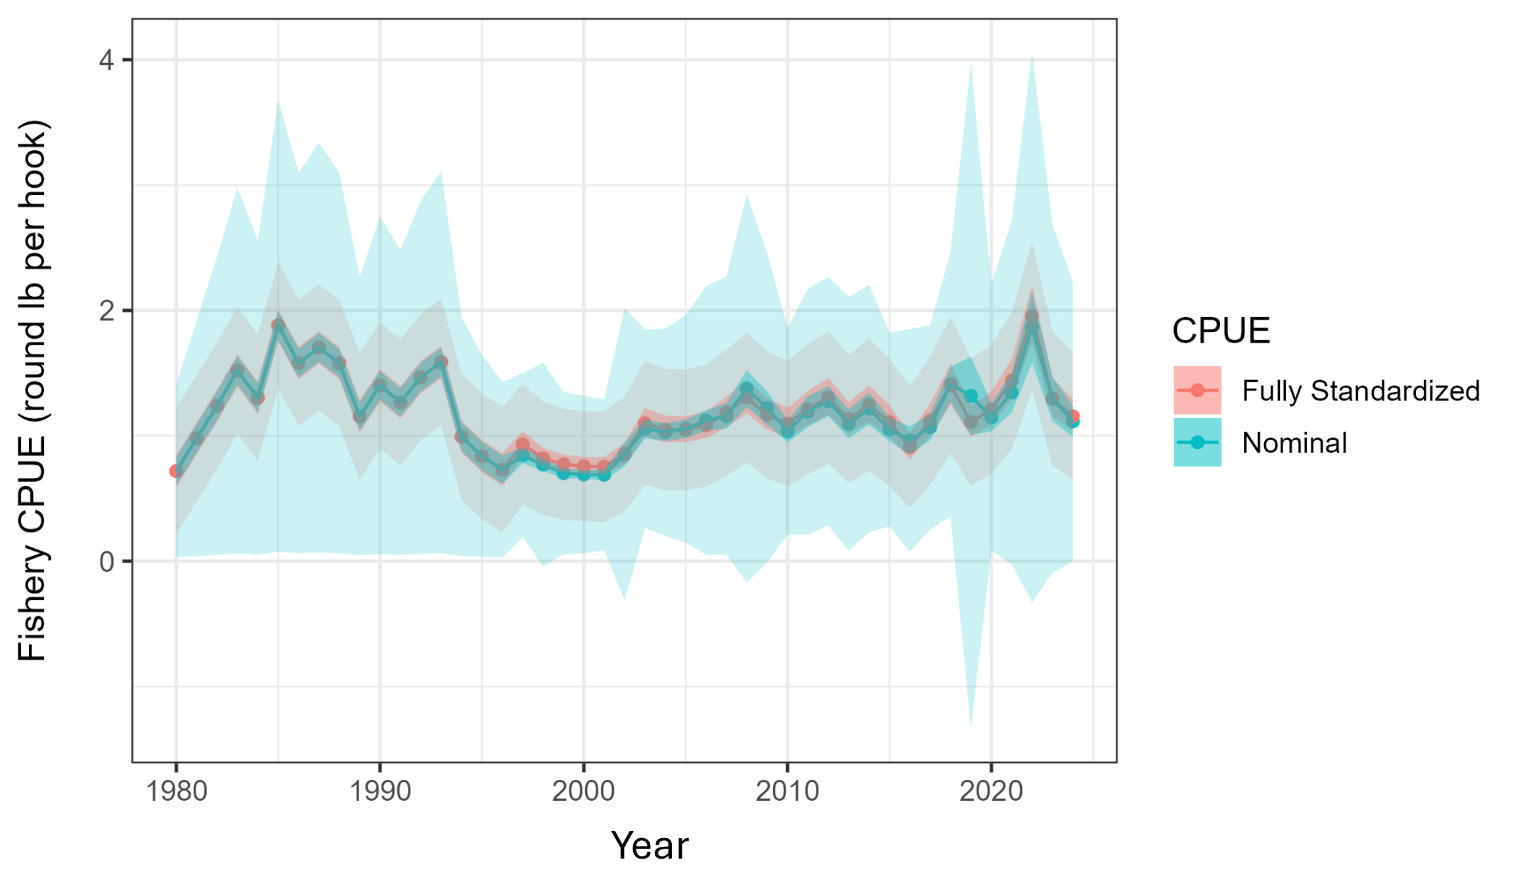 Fishery CPUE (round lb per hook)
4
2
0
1980 1990 2000 2010 2020
Year
CPUE
Fully Standardized
Nominal